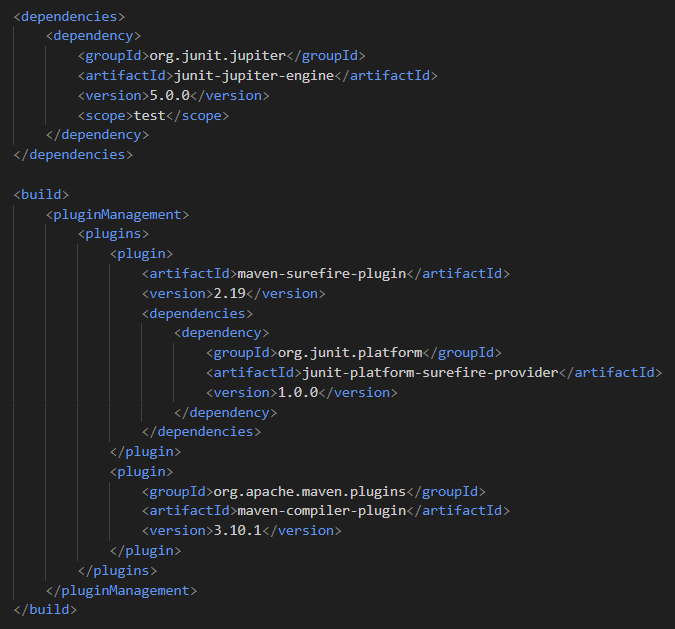 <dependencies>
<dependency>
<groupId>org.junit.jupiter</groupId>
<artifactId>junit-jupiter-engine</artifactId>
<version>5.0.0</version>
<scope>test</scope>
</dependency>
</dependencies>
<build>
<pluginManagement>
<plugins>
<plugin>
<artifactId>maven-surefire-plugin</artifactId>
<version>2.19</version>
<dependencies>
<dependency>
<groupId>org.junit.platform</groupId>
<artifactId>junit-platform-surefire-provider</artifactId>
<version>1.0.0</version>
</dependency>
</dependencies>
</plugin>
<plugin>
<groupId>org.apache.maven.plugins</groupId>
<artifactId>maven-compiler-plugin</artifactId>
<version>3.10.1</version>
</plugin>
</plugins>
</pluginManagement>
</build>